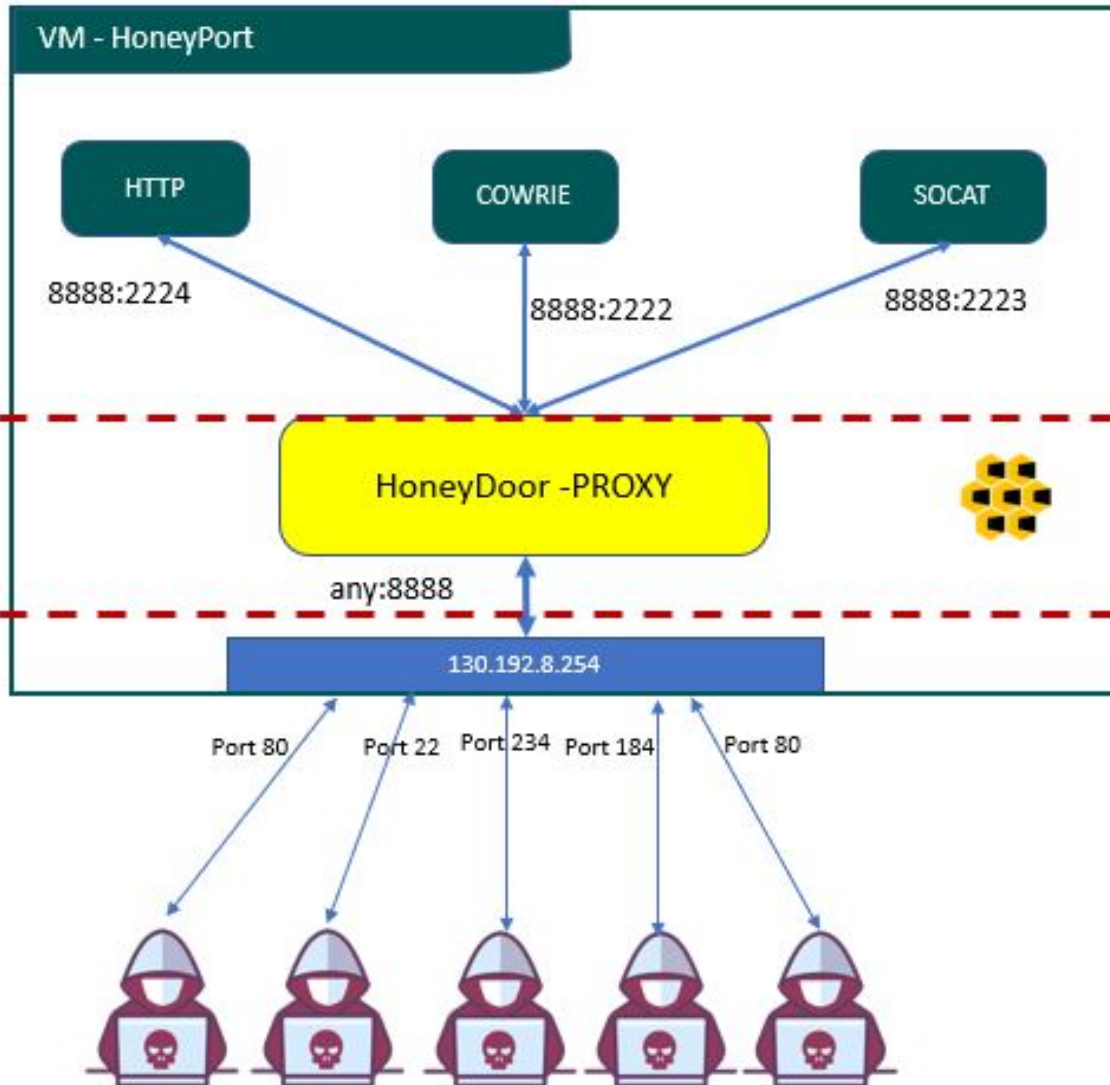 VM - HoneyPort
HTTP
COWRIE
SOCAT
8888:2224
8888:2222
8888:2223
HoneyDoor -PROXY
any:8888
130.192.8.254
Port 80
Port 22
Port 234
Port 184
Port 80